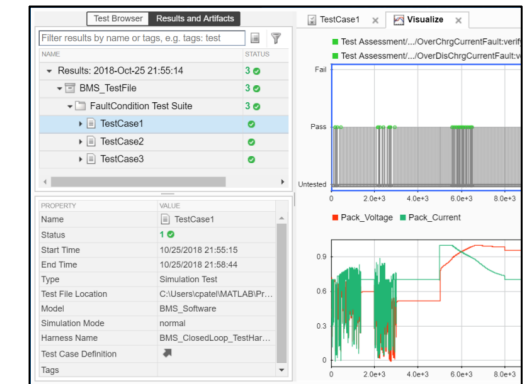 Test Browser Results and Artifacts
Filter results by name or tags, e.g. tags: test
NAME STATUS
Results: 2018-Oct-25 21:55:14 3
BMS_TestFile 3
FaultCondition Test Suite 3
TestCase1
TestCase2
TestCase3
PROPERTY VALUE
Name TestCase1
Status 1
Start Time 10/25/2018 21:55:15
End Time 10/25/2018 21:58:44
Type Simulation Test
Test File Location C:\Users\cpatel\MATLAB\Pr...
Model BMS_Software
Simulation Mode normal
Harness Name BMS_ClosedLoop_TestHar...
Test Case Definition
Tags
TestCase1 Visualize
Test Assessment/.../OverChrgCurrentFault:verif
Test Assessment/.../OverDisChrgCurrentFault:ve
Fail
Pass
Untested
0 2.0e+3 4.0e+3 6.0e+3 8.0e+3
Pack_Voltage Pack_Current
0.9
0.6
0.3
0
0 2.0e+3 4.0e+3 6.0e+3 8.0e+3